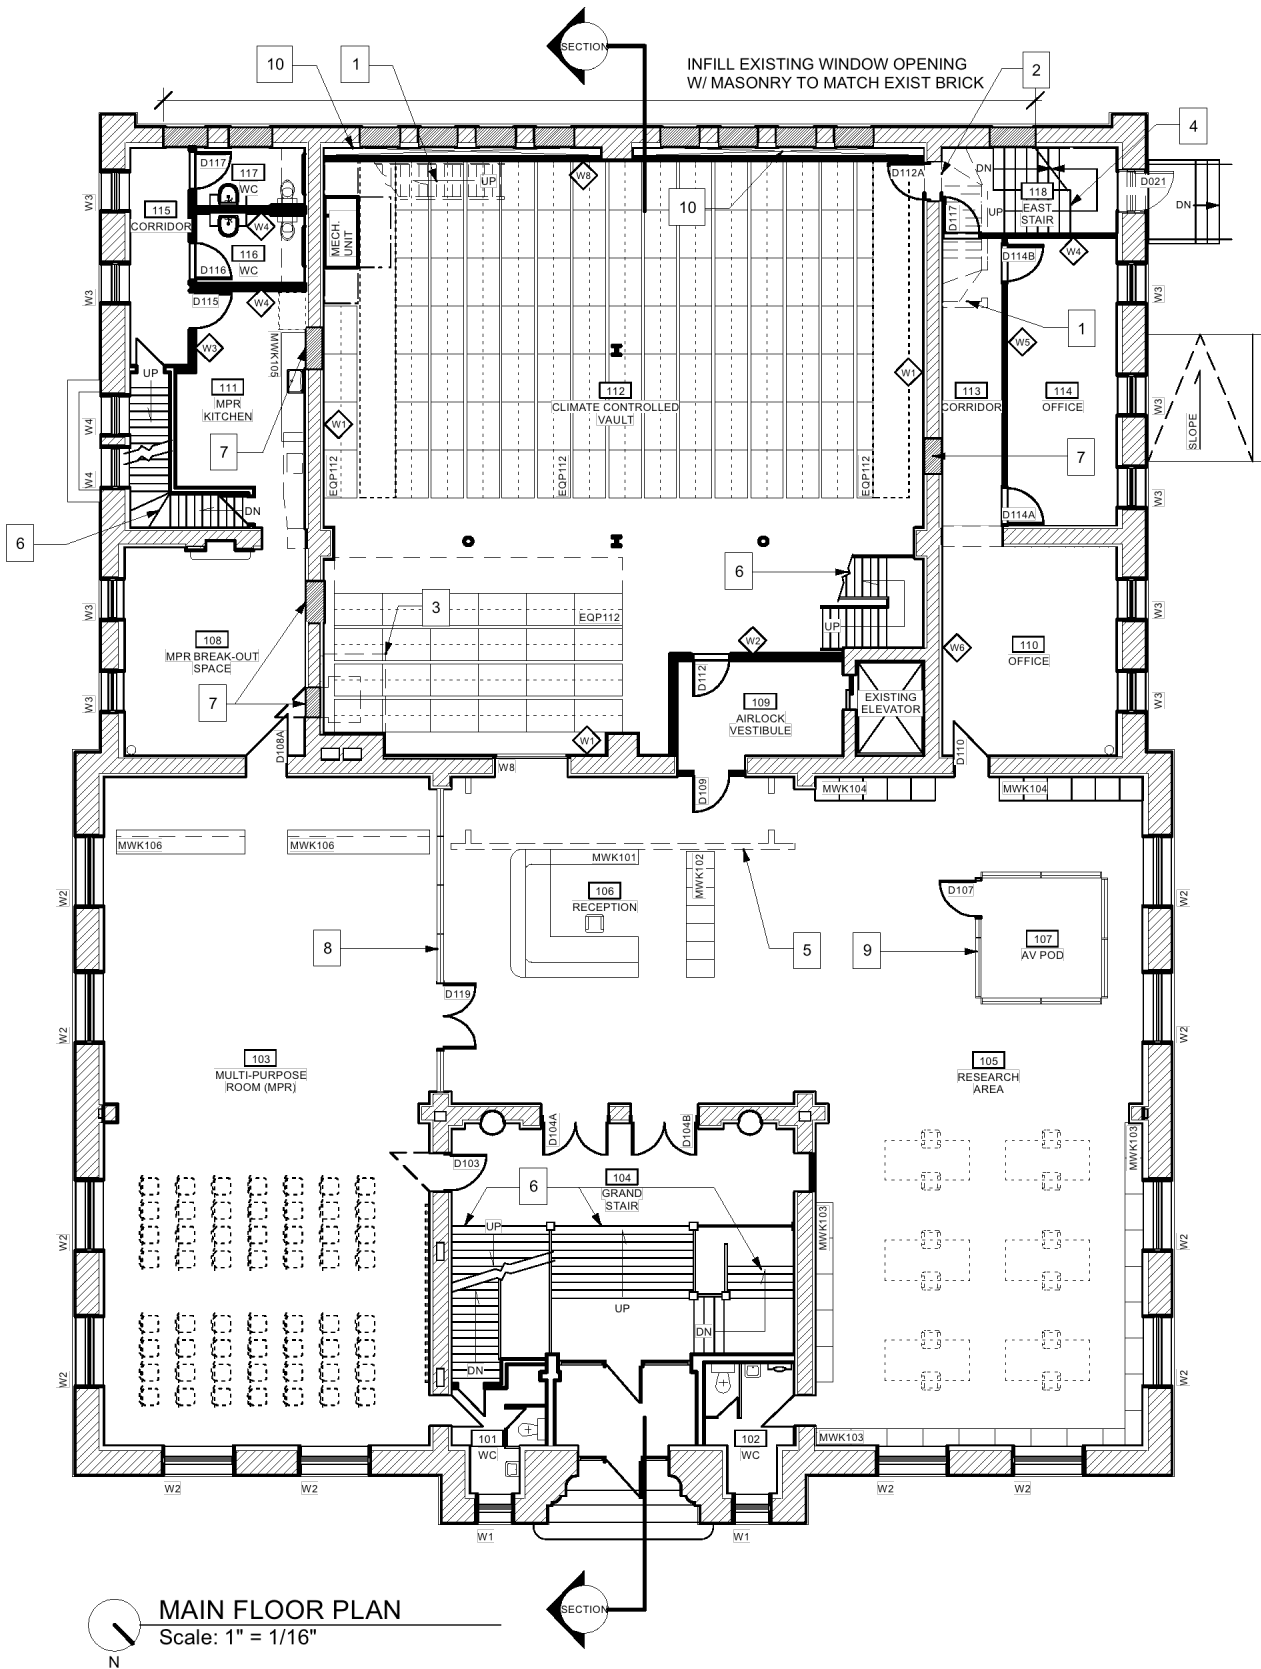 SECTION
INFILL EXISTING WINDOW OPENING
W/ MASONRY TO MATCH EXIST BRICK
10
1
2
4
D117
117
WC
W8
D112A
DN
D021
UP
10
118
EAST
STAIR
UP
D117
DN
W3
115
CORRIDOR
W4
MECH.
UNIT
116
WC
D116
W4
D114B
W4
W3
D115
W4
W3
1
W3
W3
MWK105
W5
UP
111
MPR
KITCHEN
W1
112
CLIMATE CONTROLLED
VAULT
W1
113
CORRIDOR
114
OFFICE
W3
SLOPE
W4
W4
7
EQP112
EQP112
EQP112
7
W3
DN
D114A
6
6
3
EQP112
UP
W3
W3
108
MPR BREAK-OUT
SPACE
W2
W6
110
OFFICE
7
D112
109
AIRLOCK
VESTIBULE
EXISTING
ELEVATOR
W3
W3
D108A
W1
W8
D109
D110
MWK104
MWK104
MWK106
MWK106
MWK101
MWK102
106
RECEPTION
D107
W2
W2
8
5
9
107
AV POD
D119
W2
W2
103
MULTI-PURPOSE
ROOM (MPR)
105
RESEARCH
AREA
D104A
D104B
MWK103
D103
6
104
GRAND
STAIR
UP
MWK103
W2
W2
UP
DN
DN
W2
W2
101
WC
102
WC
MWK103
W2
W2
W2
W2
W1
W1
SECTION
MAIN FLOOR PLAN
Scale: 1" = 1/16"
N